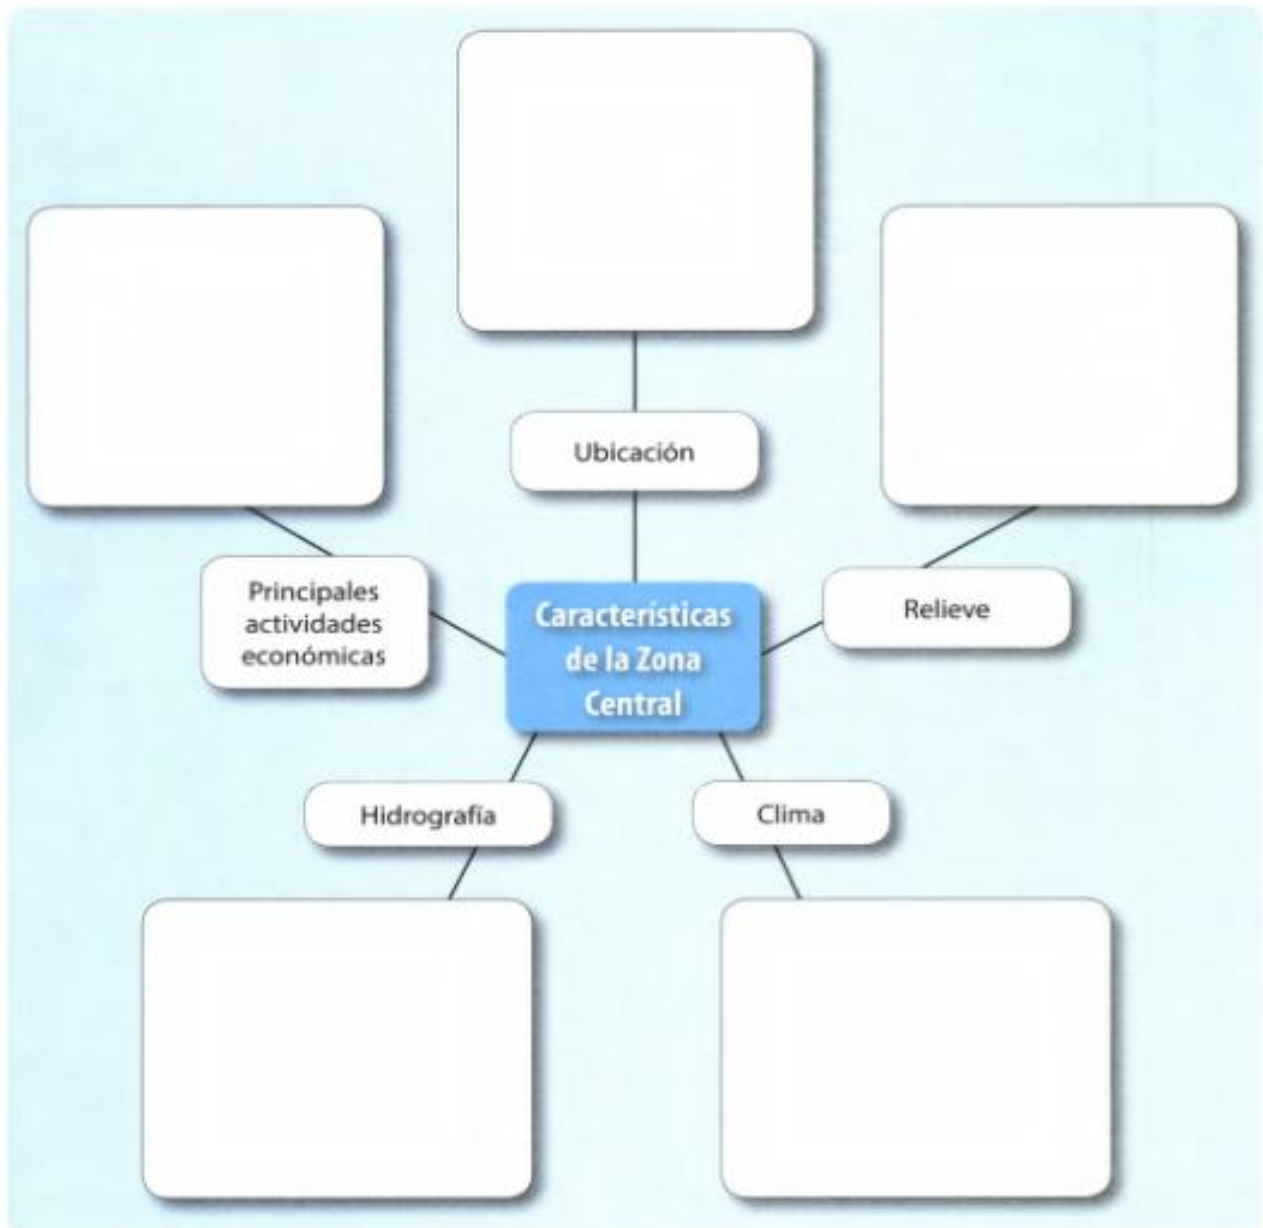 Ubicación
Principales
actividades
económicas
Características
de la Zona
Central
Relieve
Hidrografía
Clima